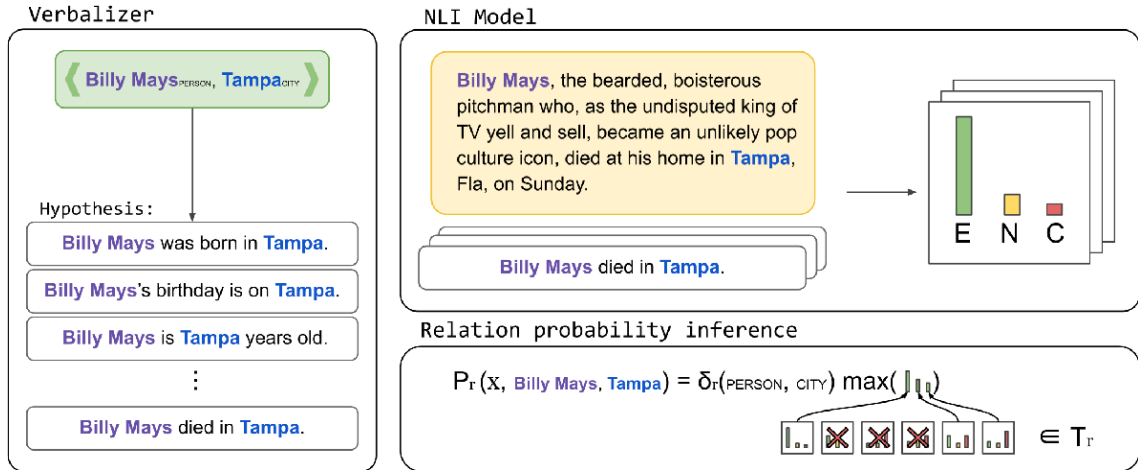 Verbalizer
❬ Billy Mays PERSON, Tampa CITY ❭
Hypothesis:
Billy Mays was born in Tampa.
Billy Mays's birthday is on Tampa.
Billy Mays is Tampa years old.
⋮
Billy Mays died in Tampa.
NLI Model
Billy Mays, the bearded, boisterous
pitchman who, as the undisputed king of
TV yell and sell, became an unlikely pop
culture icon, died at his home in Tampa,
Fla, on Sunday.
Billy Mays died in Tampa.
E N C
Relation probability inference
Pr(x, Billy Mays, Tampa) = δr(PERSON, CITY) max( )
∈ Tr